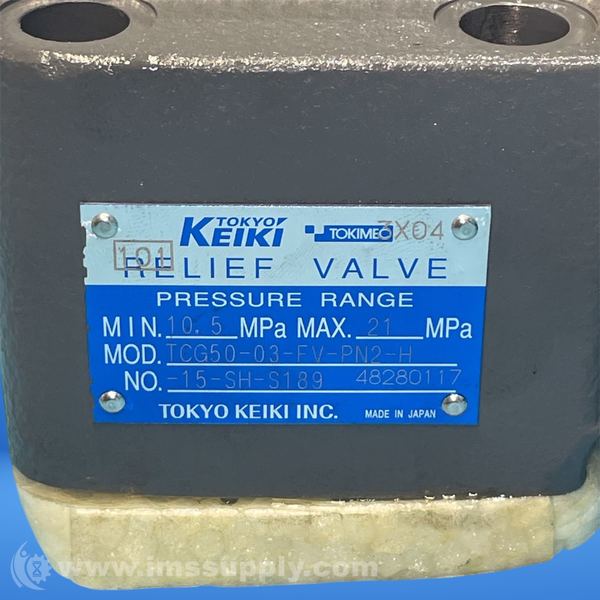 TOKYO KEIKI TOKIMEC 3X04
101
RELIEF VALVE
PRESSURE RANGE
MIN. 10.5 MPa MAX. 21 MPa
MOD. TCG50-03-FV-PN2-H
NO. -15-SH-S189 48280117
TOKYO KEIKI INC. MADE IN JAPAN
www.imssupply.com